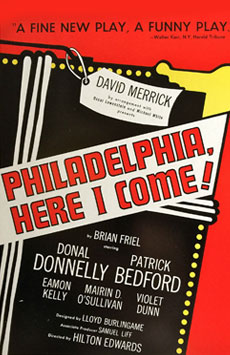 "A FINE NEW PLAY, A FUNNY PLAY,
—Walter Kerr, N.Y. Herald Tribune
DAVID MERRICK
by arrangement with
Oscar Lewenstein and Michael White
presents
PHILADELPHIA,
HERE I COME!
by BRIAN FRIEL
starring
DONAL PATRICK
DONNELLY BEDFORD
EAMON MAIRIN D. VIOLET
KELLY O'SULLIVAN DUNN
Designed by LLOYD BURLINGAME
Associate Producer SAMUEL LIFF
Directed by HILTON EDWARDS